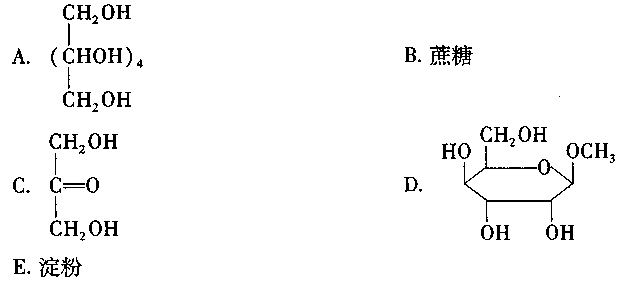 CH₂OH
A. (CHOH)₄
CH₂OH
B. 蔗糖
CH₂OH
C. C=O
CH₂OH
CH₂OH
HO
O
OCH₃
D.
OH OH
E. 淀粉